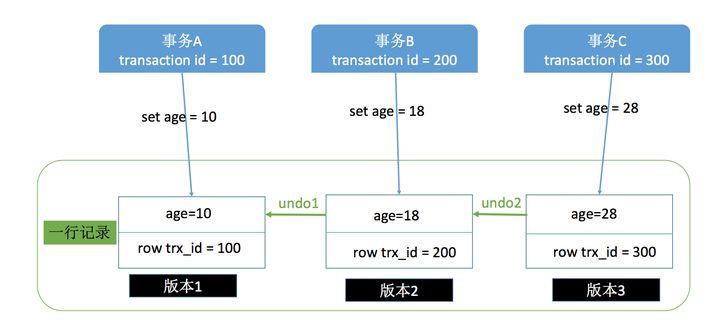 事务A
transaction id = 100
事务B
transaction id = 200
事务C
transaction id = 300
set age = 10
set age = 18
set age = 28
一行记录
age=10
row trx_id = 100
版本1
undo1
age=18
row trx_id = 200
版本2
undo2
age=28
row trx_id = 300
版本3